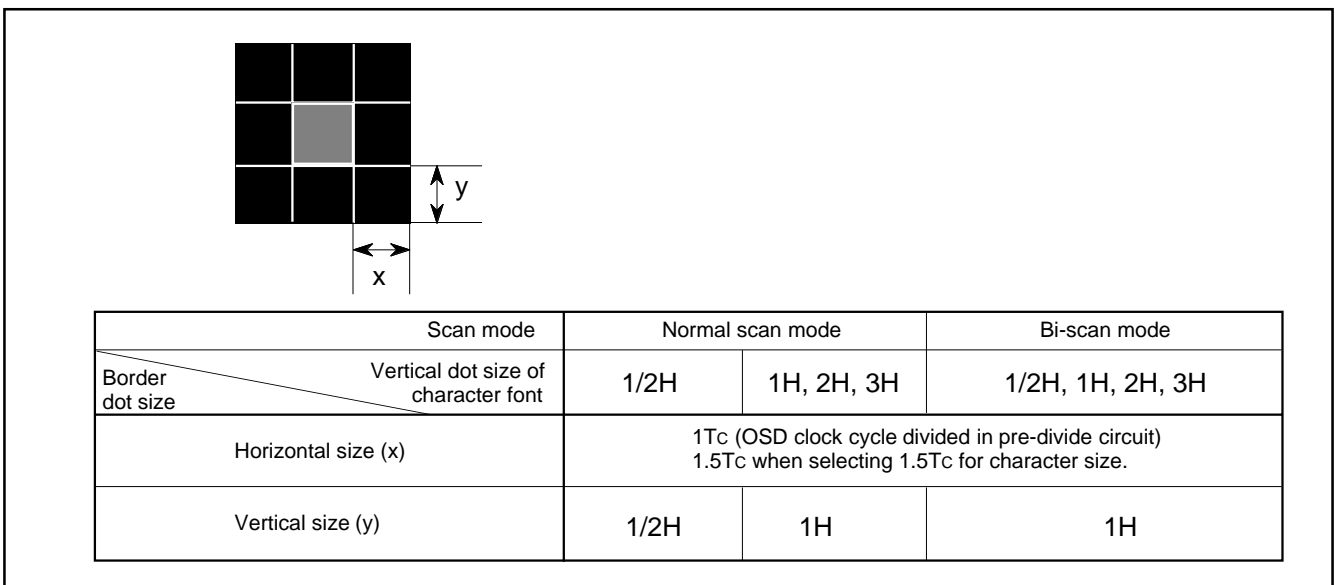 y
x
Scan mode
Normal scan mode
Bi-scan mode
Border
dot size
Vertical dot size of
character font
1/2H
1H, 2H, 3H
1/2H, 1H, 2H, 3H
Horizontal size (x)
1TC (OSD clock cycle divided in pre-divide circuit)
1.5TC when selecting 1.5TC for character size.
Vertical size (y)
1/2H
1H
1H